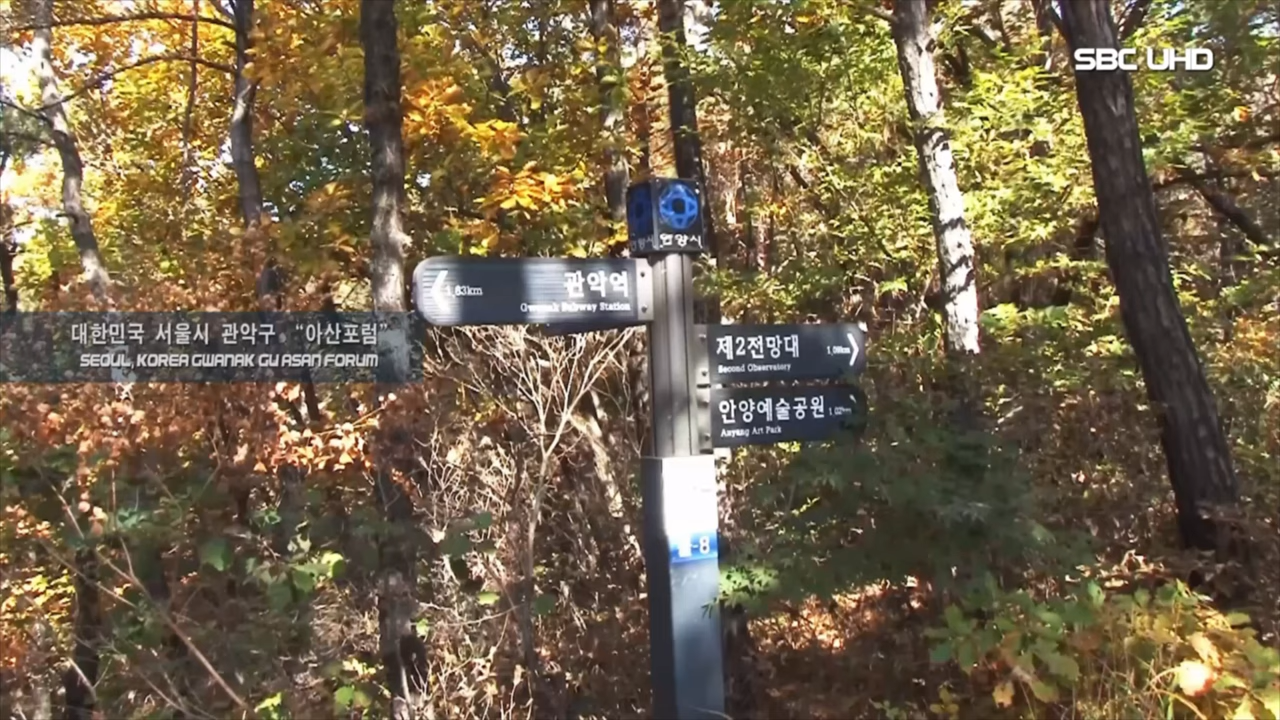 SBC UHD
안양시
1.83km
관악역
Gwanak Subway Station
대한민국 서울시 관악구 "아산포럼"
SEOUL, KOREA GWANAK GU ASAN FORUM
제2전망대
Second Observatory
안양예술공원
Anyang Art Park
-8